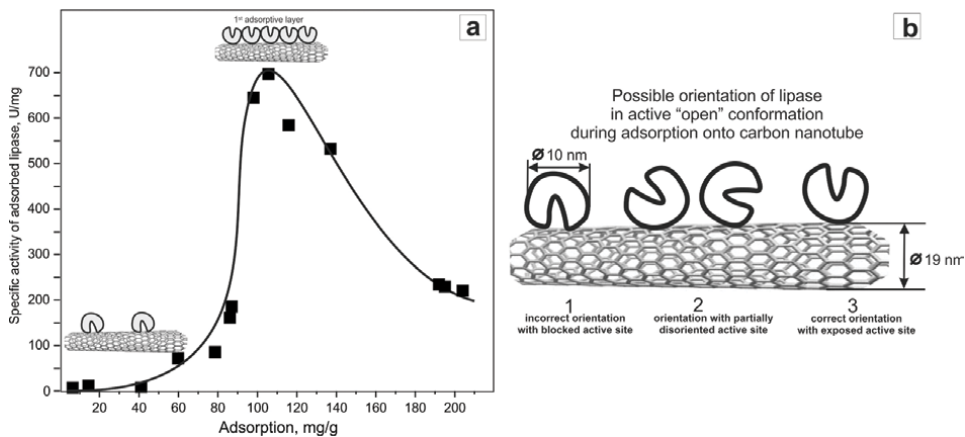 a
1st adsorptive layer
Specific activity of adsorbed lipase, U/mg
700
600
500
400
300
200
100
0
20 40 60 80 100 120 140 160 180 200
Adsorption, mg/g
b
Possible orientation of lipase
in active “open” conformation
during adsorption onto carbon nanotube
Ø 10 nm
Ø 19 nm
1
incorrect orientation
with blocked active site
2
orientation with partially
disoriented active site
3
correct orientation
with exposed active site